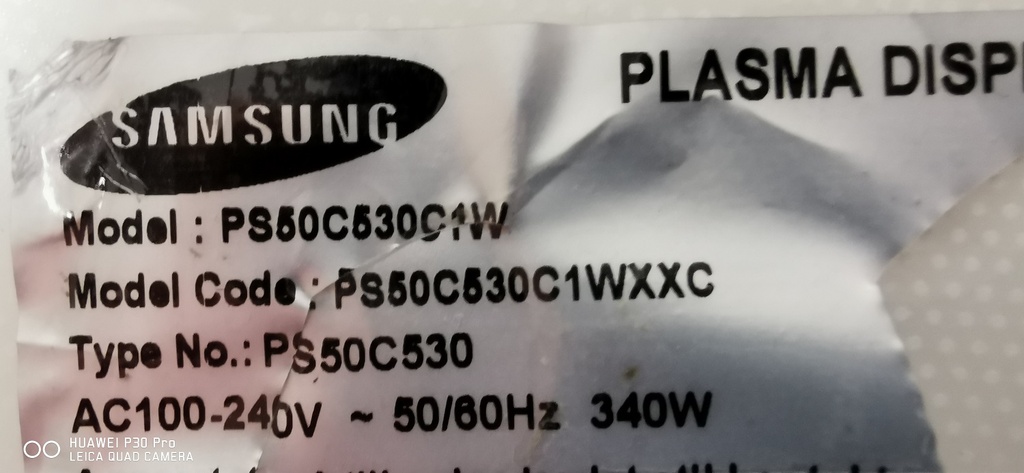 SAMSUNG
PLASMA DISP
Model : PS50C530C1W
Model Code : PS50C530C1WXXC
Type No.: PS50C530
AC100-240V ~ 50/60Hz 340W
HUAWEI P30 Pro
LEICA QUAD CAMERA